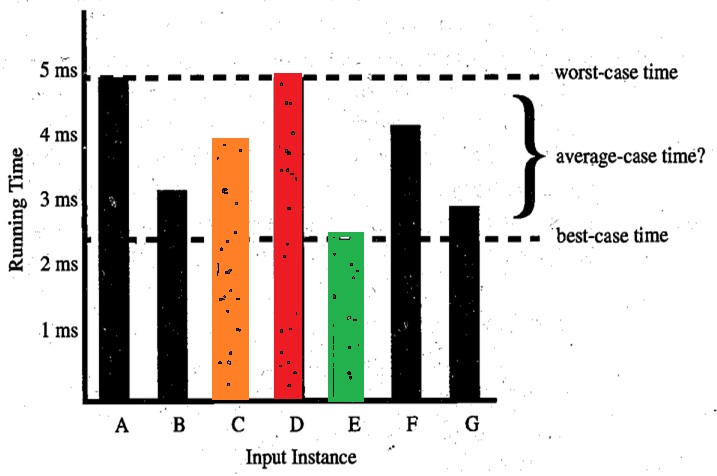 5 ms
worst-case time
4 ms
average-case time?
3 ms
best-case time
2 ms
1 ms
Running Time
A B C D E F G
Input Instance